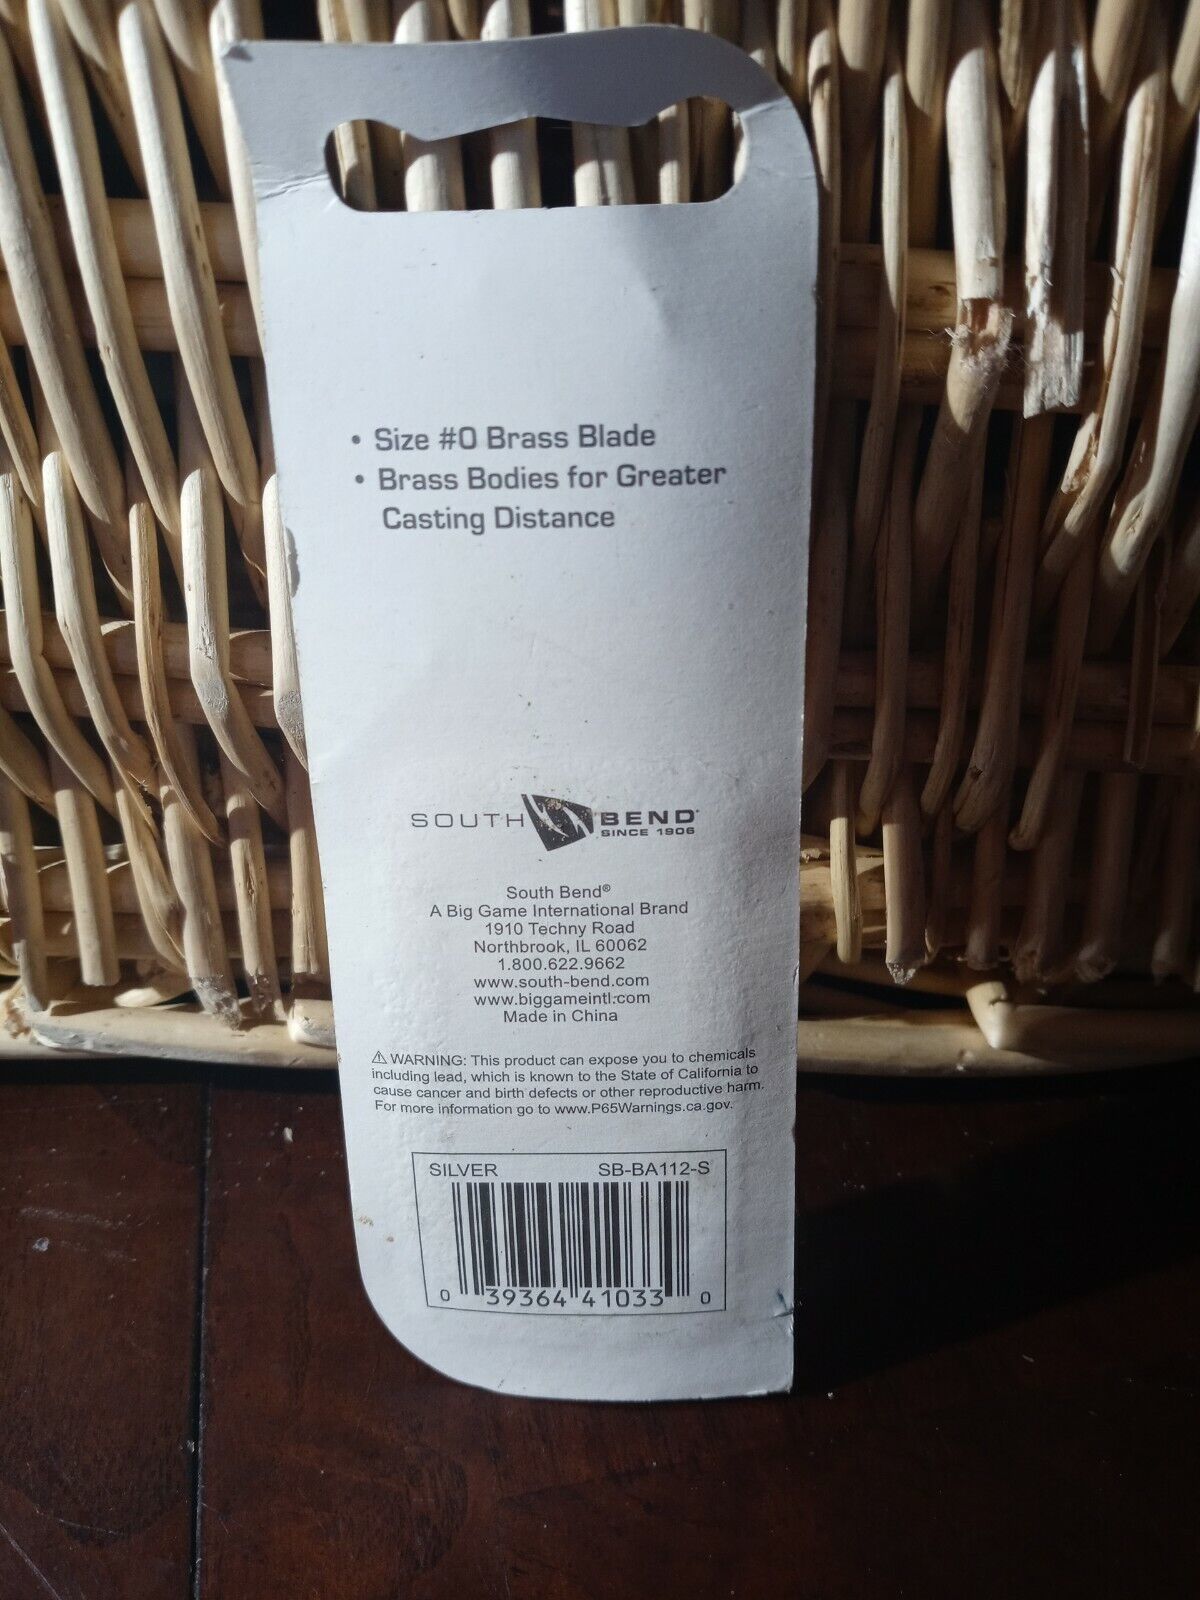 • Size #0 Brass Blade
• Brass Bodies for Greater
Casting Distance
SOUTH BEND®
SINCE 1906
South Bend®
A Big Game International Brand
1910 Techny Road
Northbrook, IL 60062
1.800.622.9662
www.south-bend.com
www.biggameintl.com
Made in China
⚠ WARNING: This product can expose you to chemicals
including lead, which is known to the State of California to
cause cancer and birth defects or other reproductive harm.
For more information go to www.P65Warnings.ca.gov.
SILVER SB-BA112-S
0 39364 41033 0